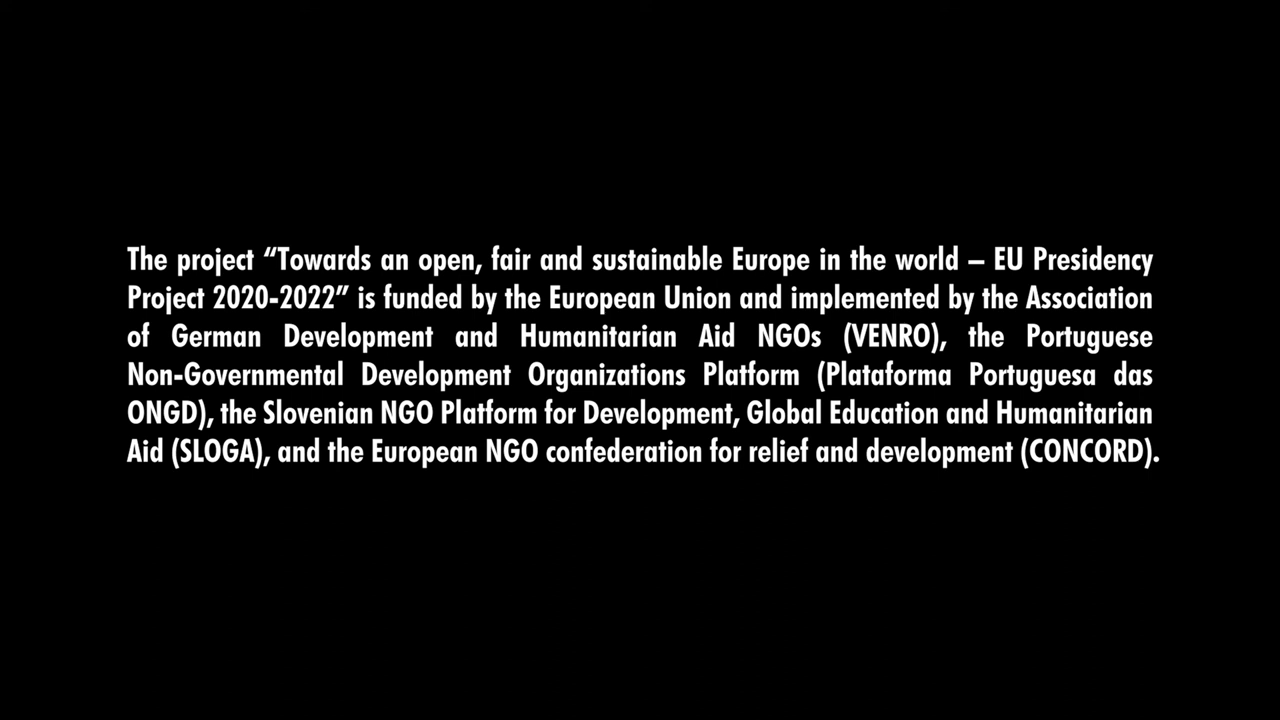 The project “Towards an open, fair and sustainable Europe in the world – EU Presidency
Project 2020-2022” is funded by the European Union and implemented by the Association
of German Development and Humanitarian Aid NGOs (VENRO), the Portuguese
Non-Governmental Development Organizations Platform (Plataforma Portuguesa das
ONGD), the Slovenian NGO Platform for Development, Global Education and Humanitarian
Aid (SLOGA), and the European NGO confederation for relief and development (CONCORD).